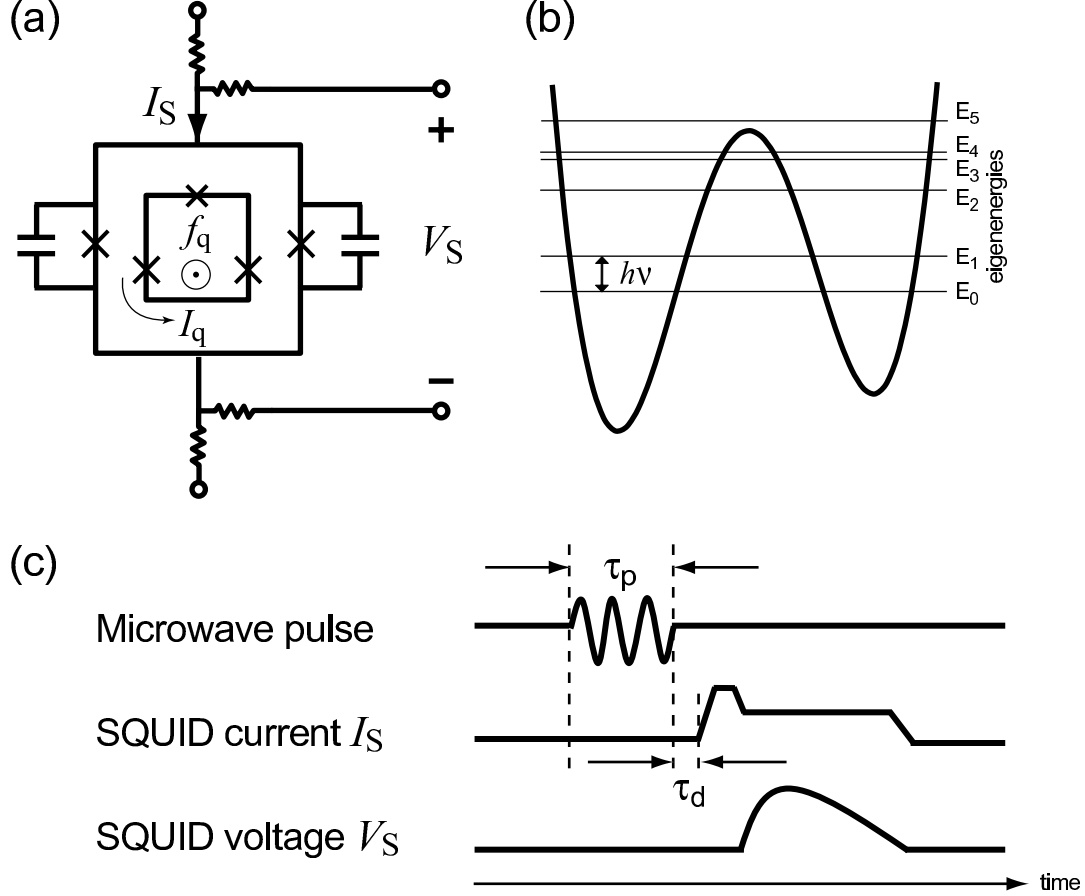 (a)
I_S
+
f_q
V_S
I_q
−
(b)
E_5
E_4
E_3
E_2
E_1
hν
E_0
eigenenergies
(c)
τ_p
Microwave pulse
SQUID current I_S
τ_d
SQUID voltage V_S
time